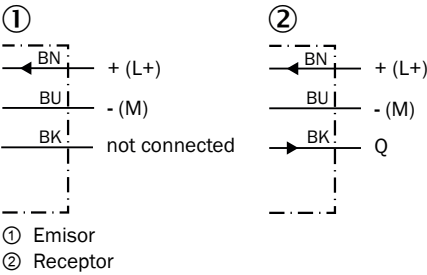 ① ②
BN + (L+) BN + (L+)
BU - (M) BU - (M)
BK not connected BK Q
① Emisor
② Receptor